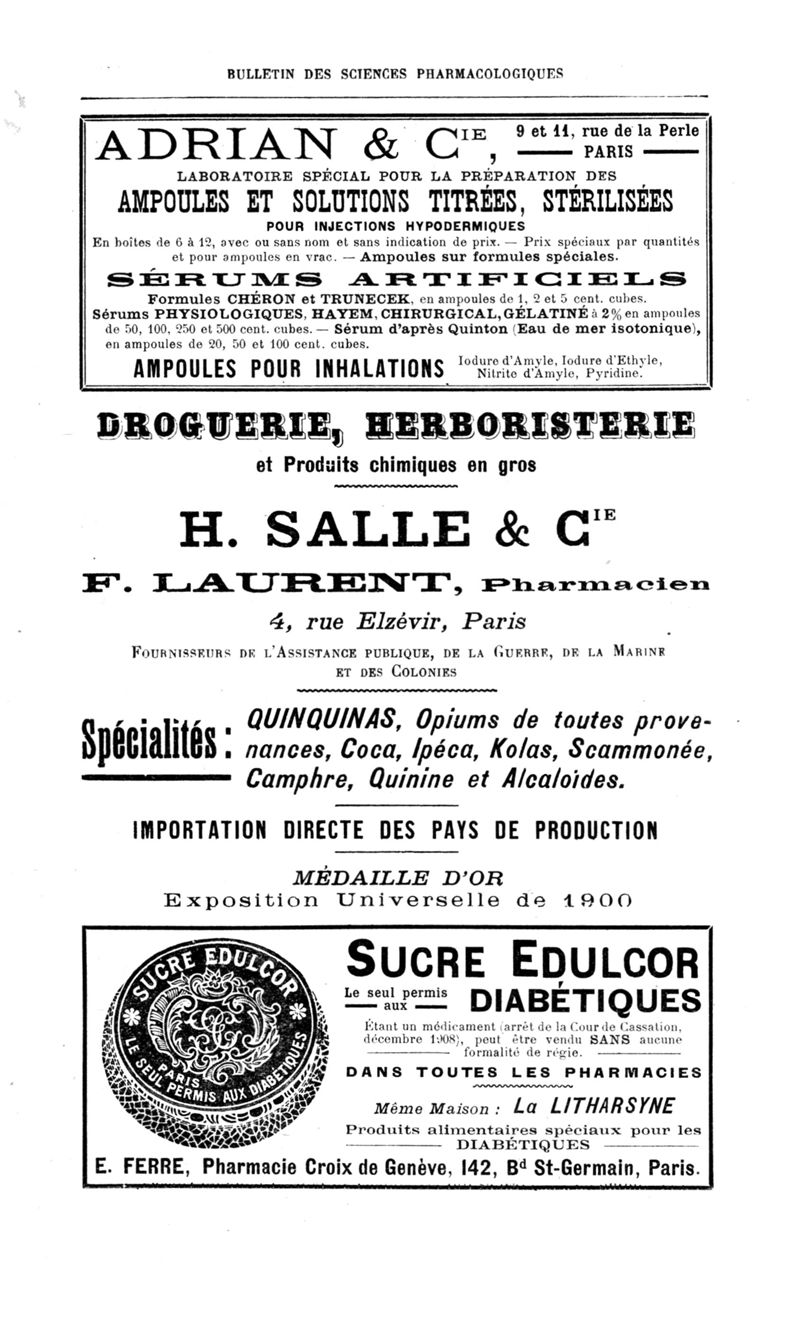 BULLETIN DES SCIENCES PHARMACOLOGIQUES
ADRIAN & CIE, 9 et 11, rue de la Perle
PARIS
LABORATOIRE SPÉCIAL POUR LA PRÉPARATION DES
AMPOULES ET SOLUTIONS TITRÉES, STÉRILISÉES
POUR INJECTIONS HYPODERMIQUES
En boîtes de 6 à 12, avec ou sans nom et sans indication de prix. — Prix spéciaux par quantités
et pour ampoules en vrac. — Ampoules sur formules spéciales.
SÉRUMS ARTIFICIELS
Formules CHÉRON et TRUNECEK, en ampoules de 1, 2 et 5 cent. cubes.
Sérums PHYSIOLOGIQUES, HAYEM, CHIRURGICAL, GÉLATINÉ à 2% en ampoules
de 50, 100, 250 et 500 cent. cubes. — Sérum d'après Quinton (Eau de mer isotonique),
en ampoules de 20, 50 et 100 cent. cubes.
AMPOULES POUR INHALATIONS Iodure d'Amyle, Iodure d'Ethyle,
Nitrite d'Amyle, Pyridine.
DROGUERIE, HERBORISTERIE
et Produits chimiques en gros
H. SALLE & CIE
F. LAURENT, Pharmacien
4, rue Elzévir, Paris
FOURNISSEURS DE L'ASSISTANCE PUBLIQUE, DE LA GUERRE, DE LA MARINE
ET DES COLONIES
Spécialités : QUINQUINAS, Opiums de toutes prove-
nances, Coca, Ipéca, Kolas, Scammonée,
Camphre, Quinine et Alcaloïdes.
IMPORTATION DIRECTE DES PAYS DE PRODUCTION
MÉDAILLE D'OR
Exposition Universelle de 1900
SUCRE EDULCOR
PARIS
LE SEUL PERMIS AUX DIABÉTIQUES
SUCRE EDULCOR
Le seul permis
aux DIABÉTIQUES
Étant un médicament (arrêt de la Cour de Cassation,
décembre 1908), peut être vendu SANS aucune
formalité de régie.
DANS TOUTES LES PHARMACIES
Même Maison : La LITHARSYNE
Produits alimentaires spéciaux pour les
DIABÉTIQUES
E. FERRE, Pharmacie Croix de Genève, 142, Bd St-Germain, Paris.